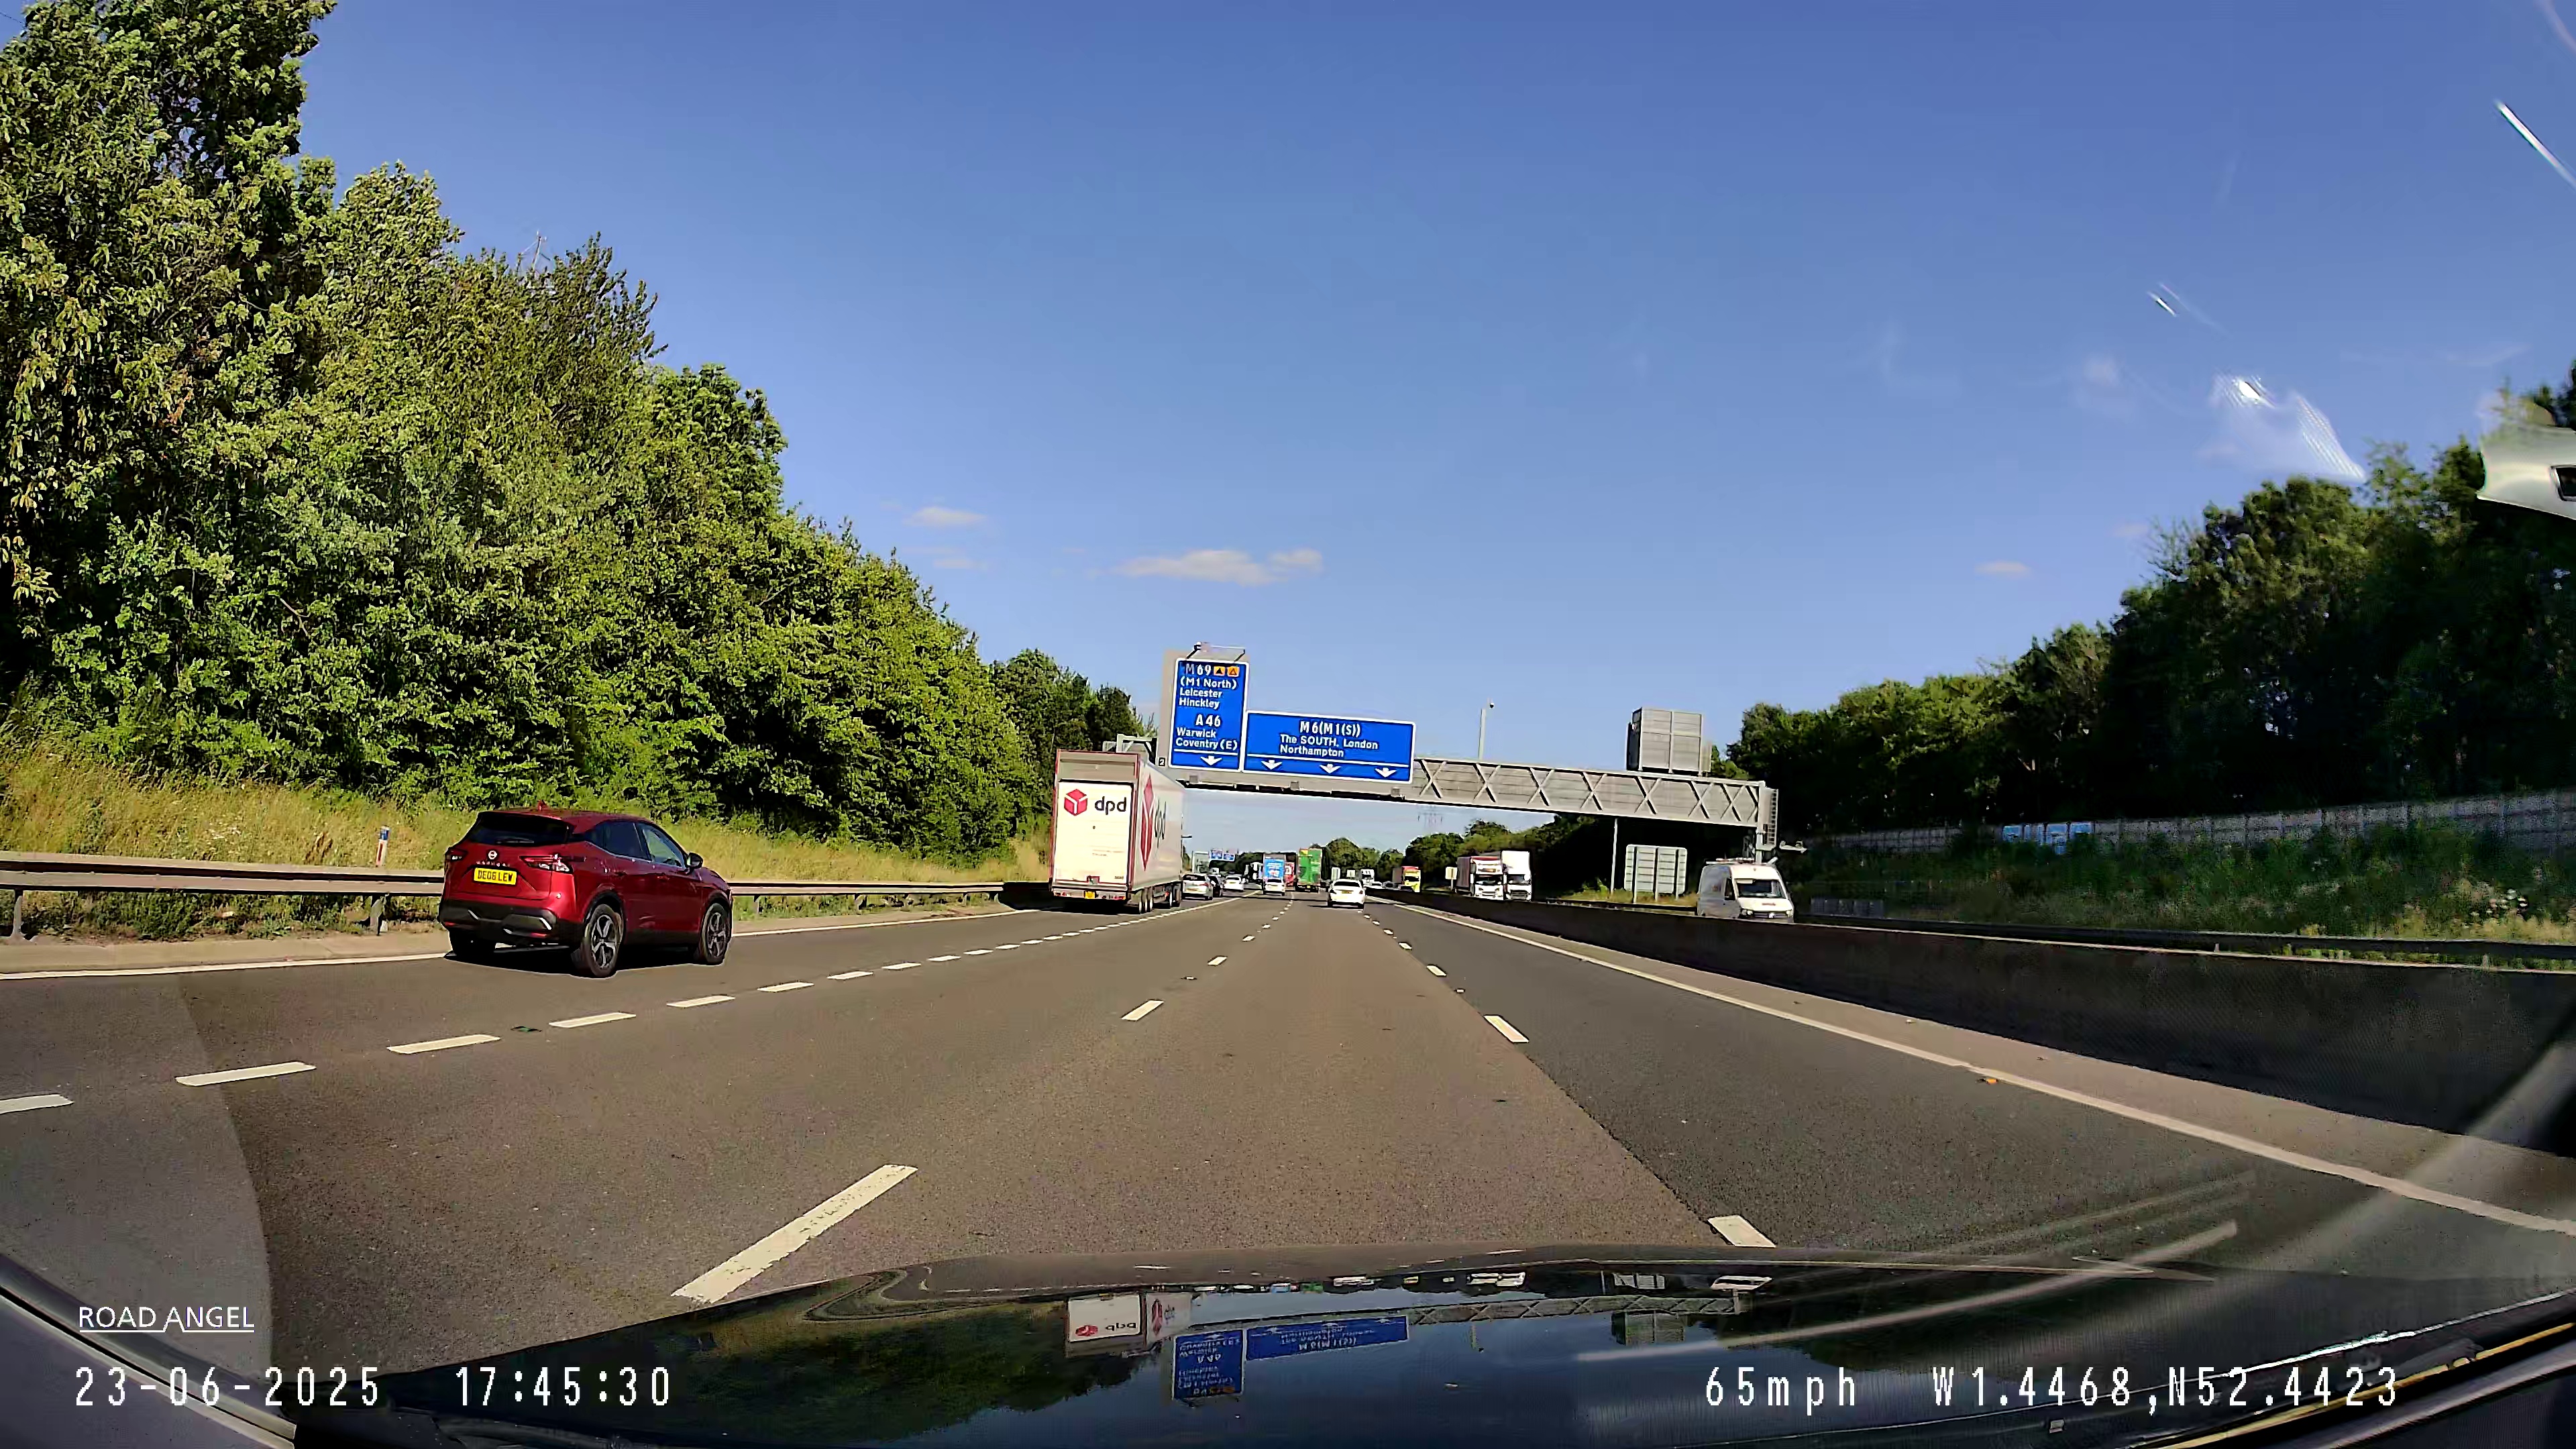 M69
(M1 North)
Leicester
Hinckley
A46
Warwick
Coventry (E)
M6(M1(S))
The SOUTH, London
Northampton
dpd
dpd
DE06 LEW
ROAD ANGEL
23-06-2025 17:45:30
65mph W1.4468,N52.4423